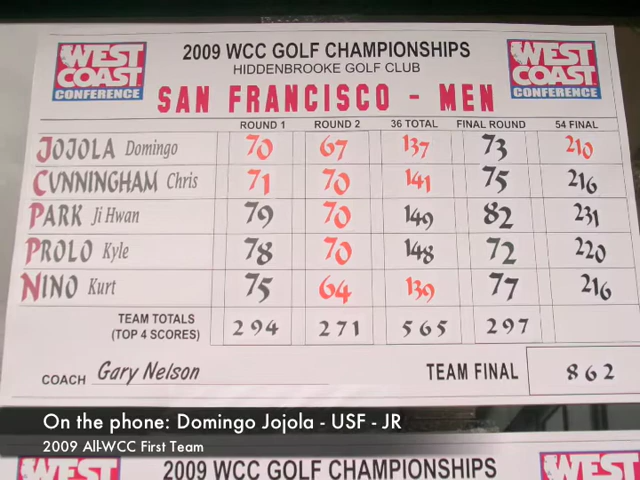 WEST COAST CONFERENCE
2009 WCC GOLF CHAMPIONSHIPS
HIDDENBROOKE GOLF CLUB
WEST COAST CONFERENCE
SAN FRANCISCO - MEN
ROUND 1 ROUND 2 36 TOTAL FINAL ROUND 54 FINAL
JOJOLA Domingo 70 67 137 73 210
CUNNINGHAM Chris 71 70 141 75 216
PARK Ji Hwan 79 70 149 82 231
PROLO Kyle 78 70 148 72 220
NINO Kurt 75 64 139 77 216
TEAM TOTALS
(TOP 4 SCORES) 294 271 565 297
COACH Gary Nelson TEAM FINAL 862
On the phone: Domingo Jojola - USF - JR
2009 All-WCC First Team
WEST 2009 WCC GOLF CHAMPIONSHIPS WEST